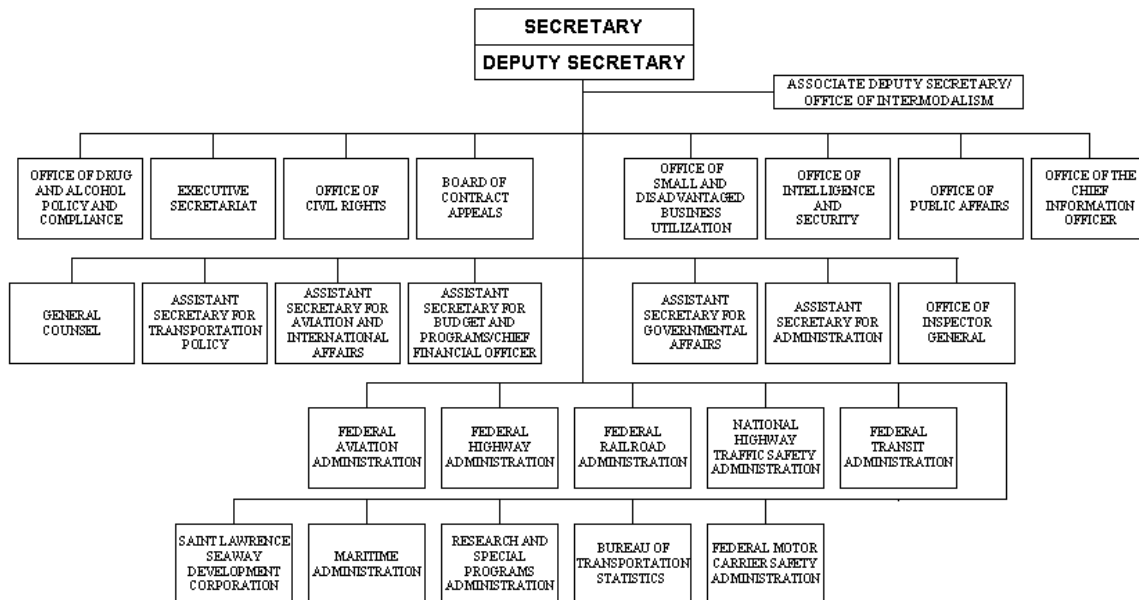 SECRETARY
DEPUTY SECRETARY
ASSOCIATE DEPUTY SECRETARY/
OFFICE OF INTERMODALISM
OFFICE OF DRUG
AND ALCOHOL
POLICY AND
COMPLIANCE
EXECUTIVE
SECRETARIAT
OFFICE OF
CIVIL RIGHTS
BOARD OF
CONTRACT
APPEALS
OFFICE OF
SMALL AND
DISADVANTAGED
BUSINESS
UTILIZATION
OFFICE OF
INTELLIGENCE
AND
SECURITY
OFFICE OF
PUBLIC AFFAIRS
OFFICE OF THE
CHIEF
INFORMATION
OFFICER
GENERAL
COUNSEL
ASSISTANT
SECRETARY FOR
TRANSPORTATION
POLICY
ASSISTANT
SECRETARY FOR
AVIATION AND
INTERNATIONAL
AFFAIRS
ASSISTANT
SECRETARY FOR
BUDGET AND
PROGRAMS/CHIEF
FINANCIAL OFFICER
ASSISTANT
SECRETARY FOR
GOVERNMENTAL
AFFAIRS
ASSISTANT
SECRETARY FOR
ADMINISTRATION
OFFICE OF
INSPECTOR
GENERAL
FEDERAL
AVIATION
ADMINISTRATION
FEDERAL
HIGHWAY
ADMINISTRATION
FEDERAL
RAILROAD
ADMINISTRATION
NATIONAL
HIGHWAY
TRAFFIC SAFETY
ADMINISTRATION
FEDERAL
TRANSIT
ADMINISTRATION
SAINT LAWRENCE
SEAWAY
DEVELOPMENT
CORPORATION
MARITIME
ADMINISTRATION
RESEARCH AND
SPECIAL
PROGRAMS
ADMINISTRATION
BUREAU OF
TRANSPORTATION
STATISTICS
FEDERAL MOTOR
CARRIER SAFETY
ADMINISTRATION